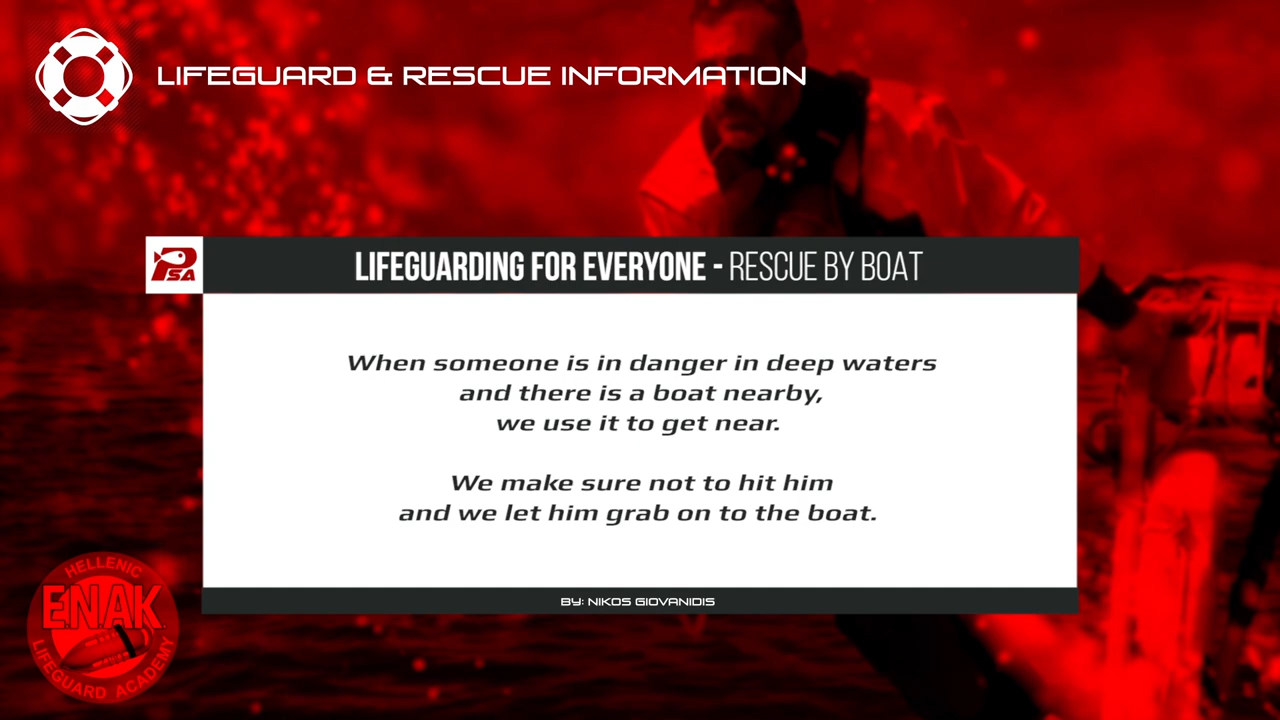 LIFEGUARD & RESCUE INFORMATION
PSA
LIFEGUARDING FOR EVERYONE - RESCUE BY BOAT
When someone is in danger in deep waters
and there is a boat nearby,
we use it to get near.
We make sure not to hit him
and we let him grab on to the boat.
BY: NIKOS GIOVANIDIS
HELLENIC
E.N.A.K.
LIFEGUARD ACADEMY